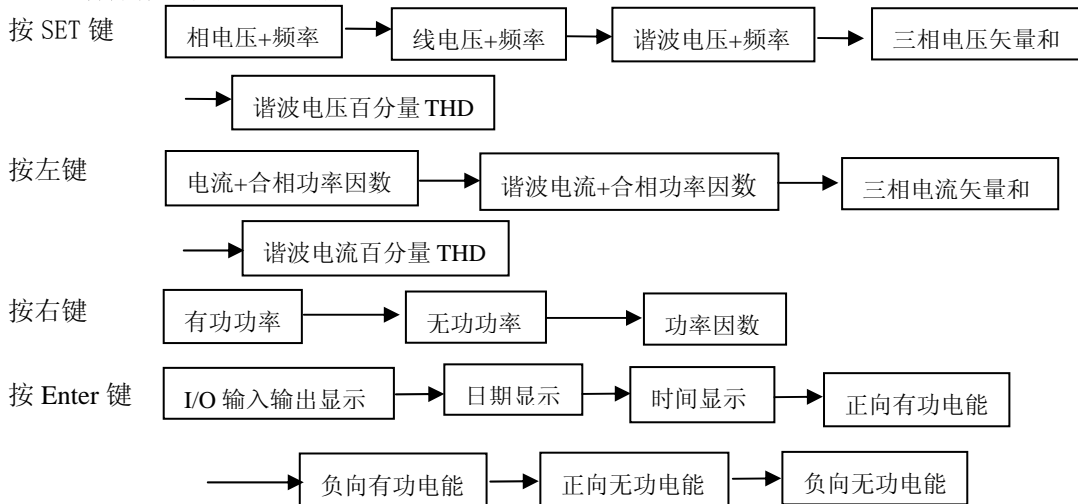 按 SET 键 相电压+频率 线电压+频率 谐波电压+频率 三相电压矢量和
谐波电压百分量 THD
按左键 电流+合相功率因数 谐波电流+合相功率因数 三相电流矢量和
谐波电流百分量 THD
按右键 有功功率 无功功率 功率因数
按 Enter 键 I/O 输入输出显示 日期显示 时间显示 正向有功电能
负向有功电能 正向无功电能 负向无功电能